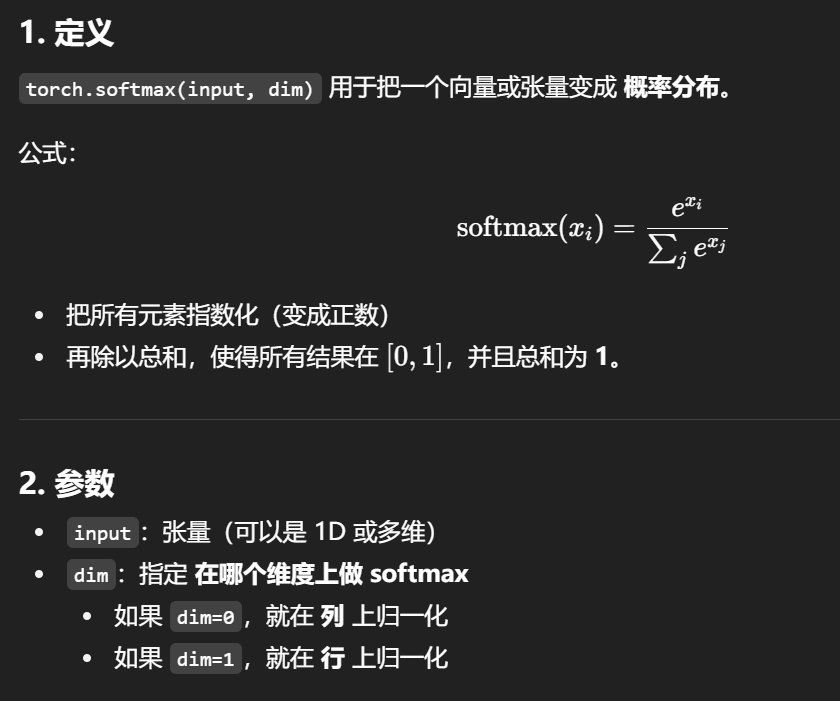 1. 定义
torch.softmax(input, dim) 用于把一个向量或张量变成 概率分布。
公式：
softmax(x_i) = \frac{e^{x_i}}{\sum_j e^{x_j}}
• 把所有元素指数化（变成正数）
• 再除以总和，使得所有结果在 [0, 1]，并且总和为 1。
2. 参数
• input：张量（可以是 1D 或多维）
• dim：指定 在哪个维度上做 softmax
• 如果 dim=0，就在 列 上归一化
• 如果 dim=1，就在 行 上归一化